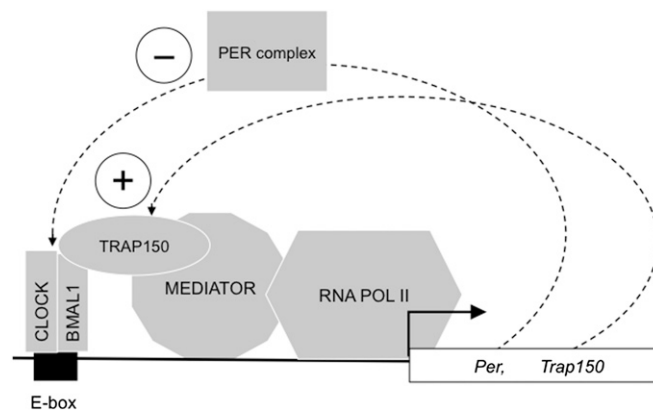 PER complex
−
+
TRAP150
CLOCK
BMAL1
MEDIATOR
RNA POL II
Per, Trap150
E-box